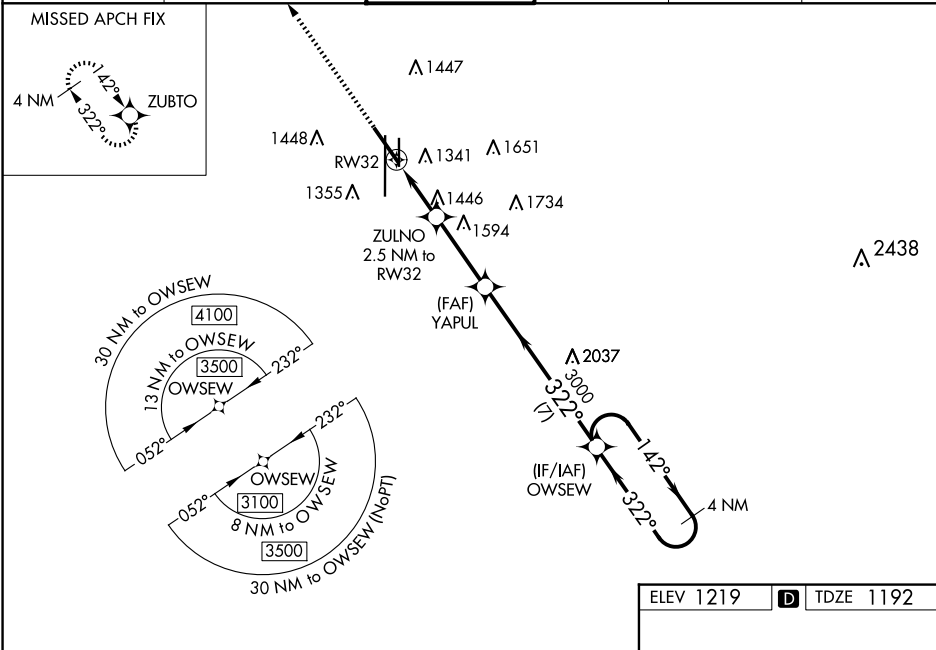 MISSED APCH FIX
142°
4 NM
322°
ZUBTO
1447
1448
RW32
1341
1651
1355
1446
1734
ZULNO
2.5 NM to
RW32
1594
2438
(FAF)
YAPUL
2037
3000
322°
(7)
(IF/IAF)
OWSEW
142°
322°
4 NM
30 NM to OWSEW
4100
13 NM to OWSEW
3500
OWSEW
232°
052°
232°
OWSEW
052°
3100
8 NM to OWSEW
3500
30 NM to OWSEW (NoPT)
ELEV 1219 D TDZE 1192